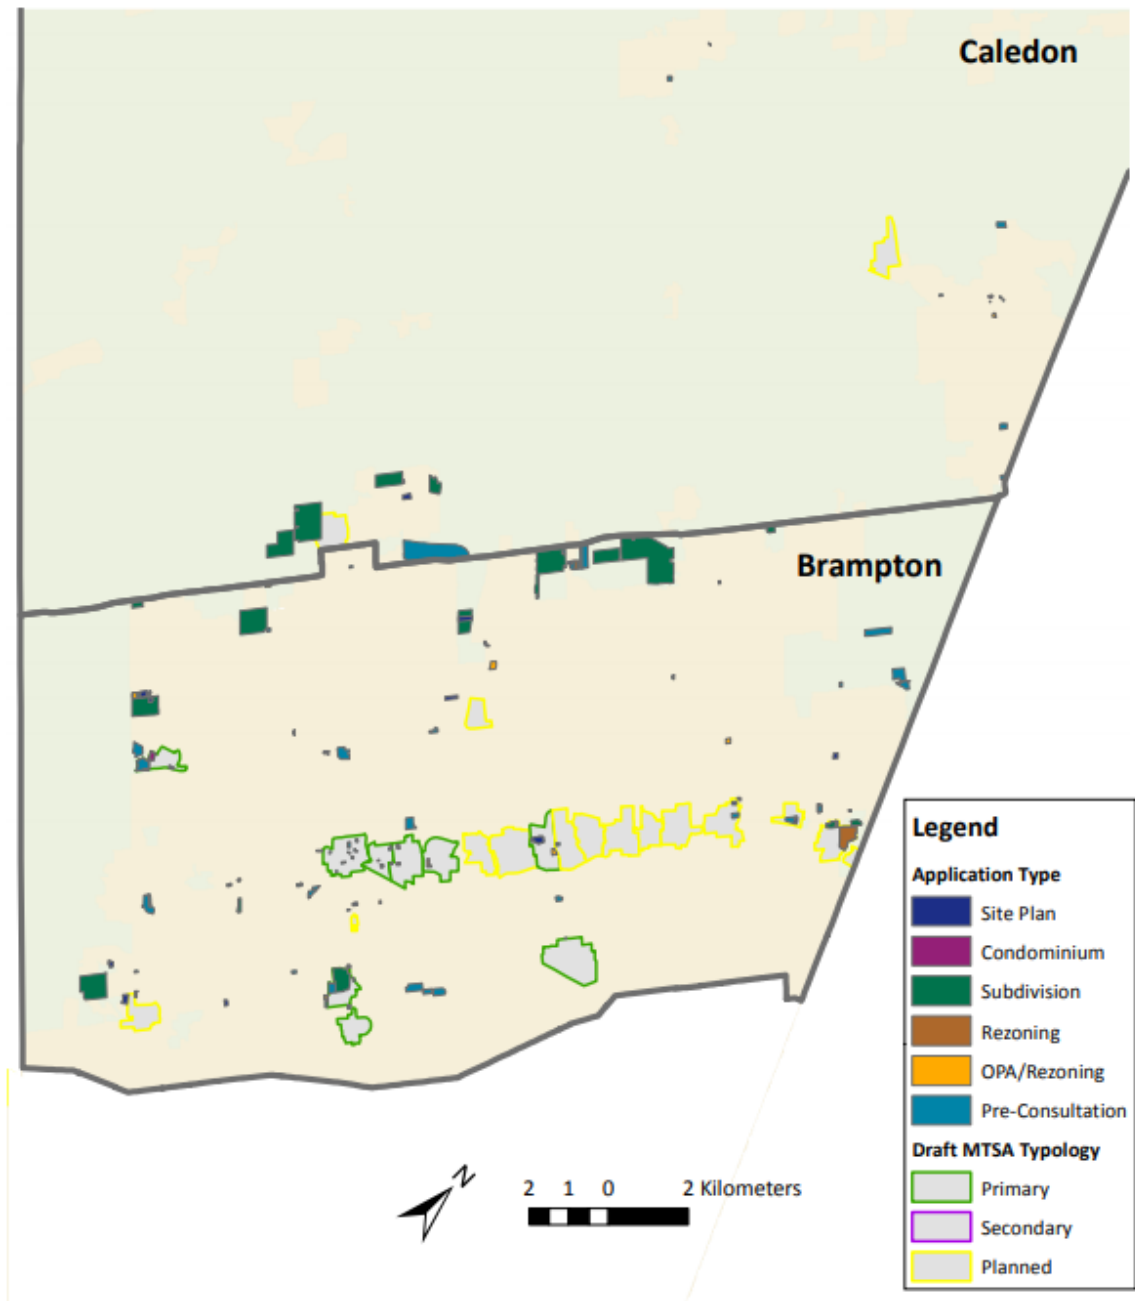 Caledon
Brampton
Legend
Application Type
Site Plan
Condominium
Subdivision
Rezoning
OPA/Rezoning
Pre-Consultation
Draft MTSA Typology
Primary
Secondary
Planned
N
2 1 0 2 Kilometers